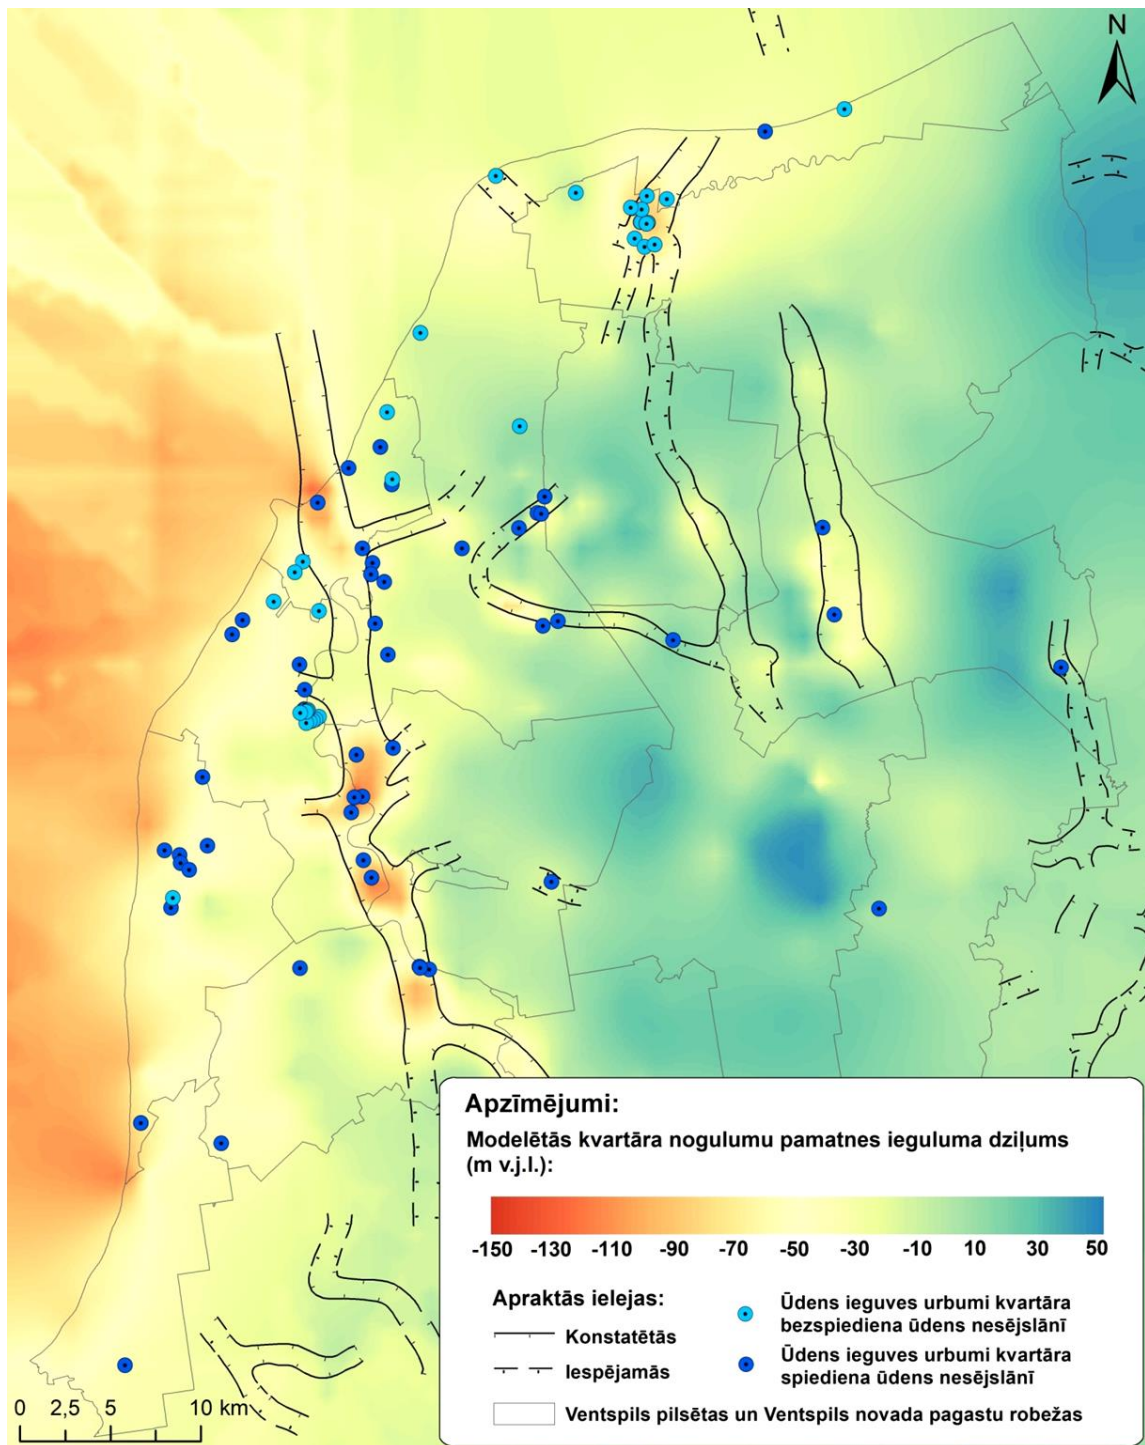 N
Apzīmējumi:
Modelētās kvartāra nogulumu pamatnes ieguluma dziļums
(m v.j.l.):
-150 -130 -110 -90 -70 -50 -30 -10 10 30 50
Apraktās ielejas:
Konstatētās
Iespējamās
Ūdens ieguves urbumi kvartāra
bezspiediena ūdens nesējslānī
Ūdens ieguves urbumi kvartāra
spiediena ūdens nesējslānī
Ventspils pilsētas un Ventspils novada pagastu robežas
0 2,5 5 10 km